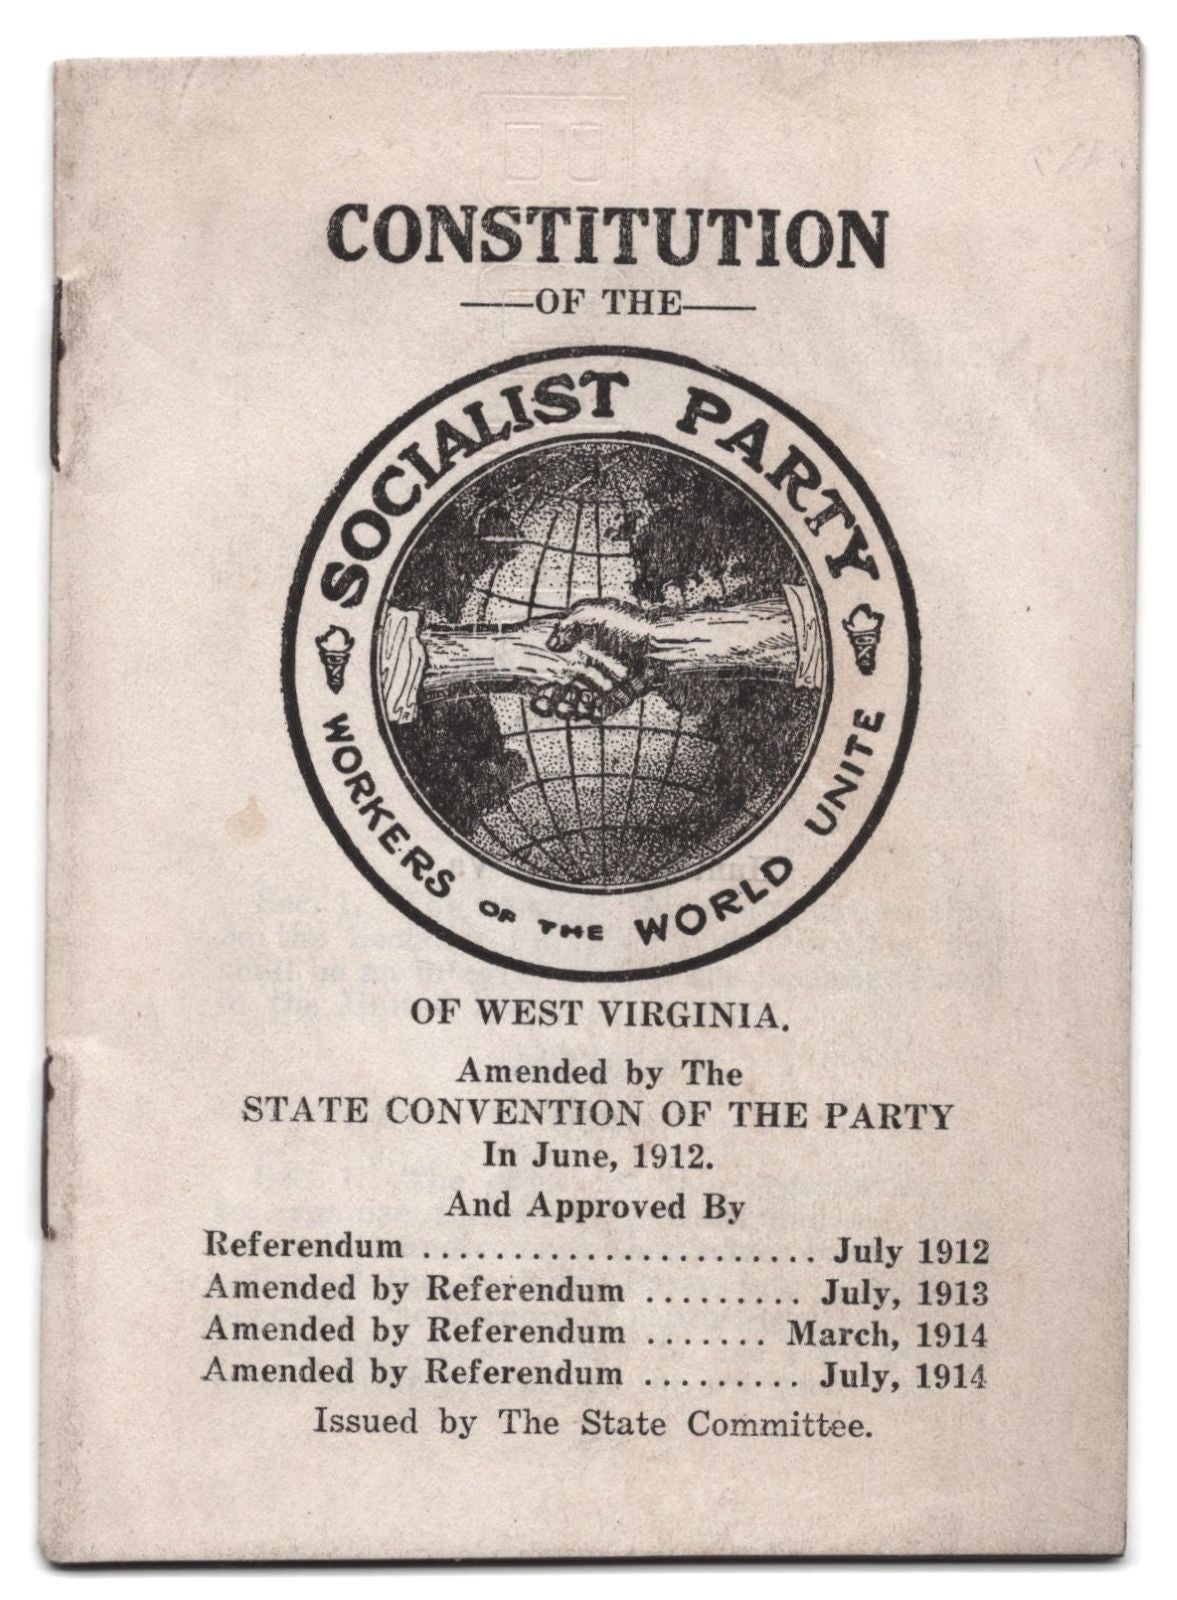 CONSTITUTION
—OF THE—
SOCIALIST PARTY
WORKERS OF THE WORLD UNITE
OF WEST VIRGINIA.
Amended by The
STATE CONVENTION OF THE PARTY
In June, 1912.
And Approved By
Referendum ...................... July 1912
Amended by Referendum ......... July, 1913
Amended by Referendum ....... March, 1914
Amended by Referendum ......... July, 1914
Issued by The State Committee.